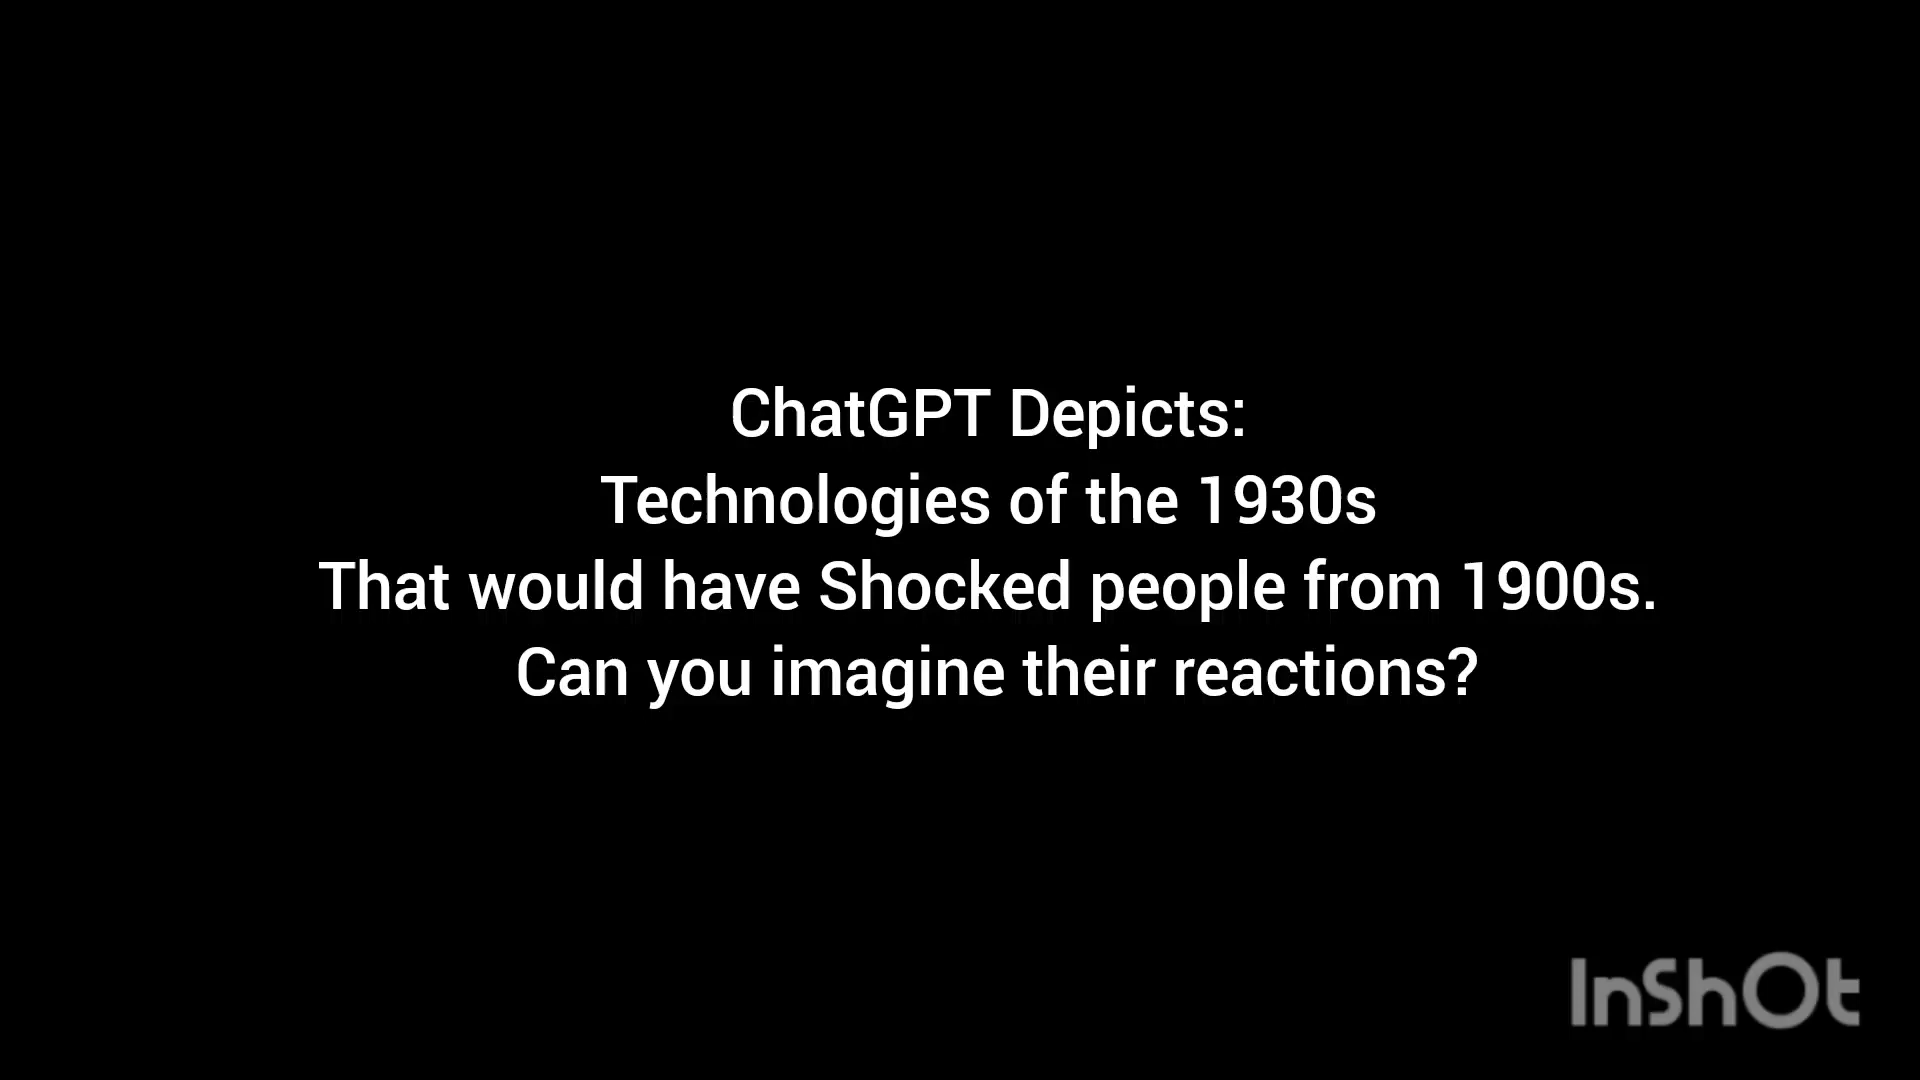 ChatGPT Depicts:
Technologies of the 1930s
That would have Shocked people from 1900s.
Can you imagine their reactions?
InShOt